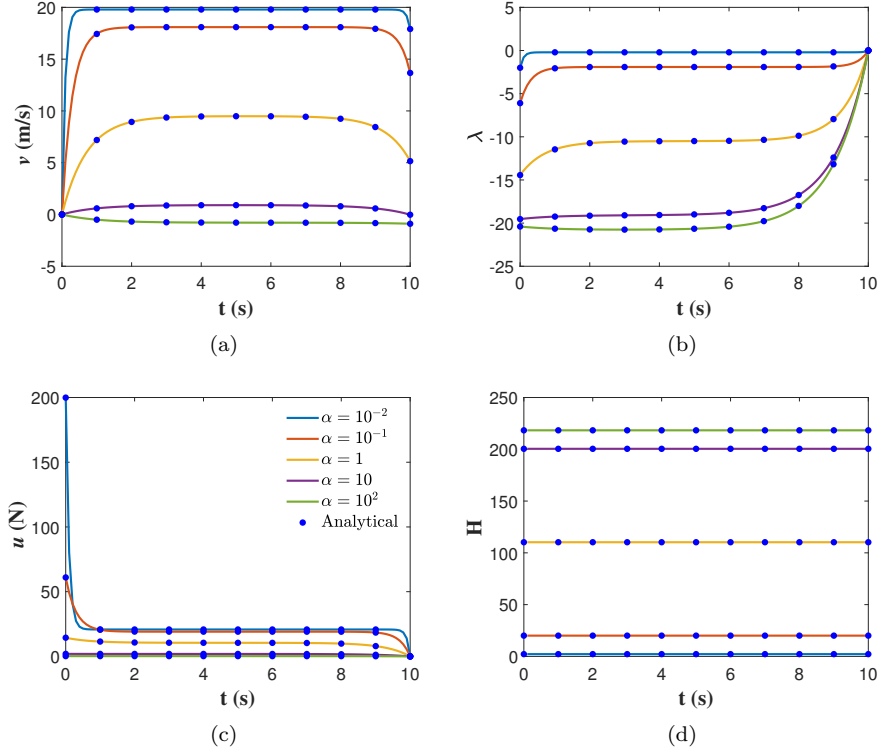 20
15
10
5
0
-5
v (m/s)
0 2 4 6 8 10
t (s)
(a)
5
0
-5
-10
-15
-20
-25
λ
0 2 4 6 8 10
t (s)
(b)
200
150
100
50
0
u (N)
α = 10⁻²
α = 10⁻¹
α = 1
α = 10
α = 10²
Analytical
0 2 4 6 8 10
t (s)
(c)
250
200
150
100
50
0
H
0 2 4 6 8 10
t (s)
(d)